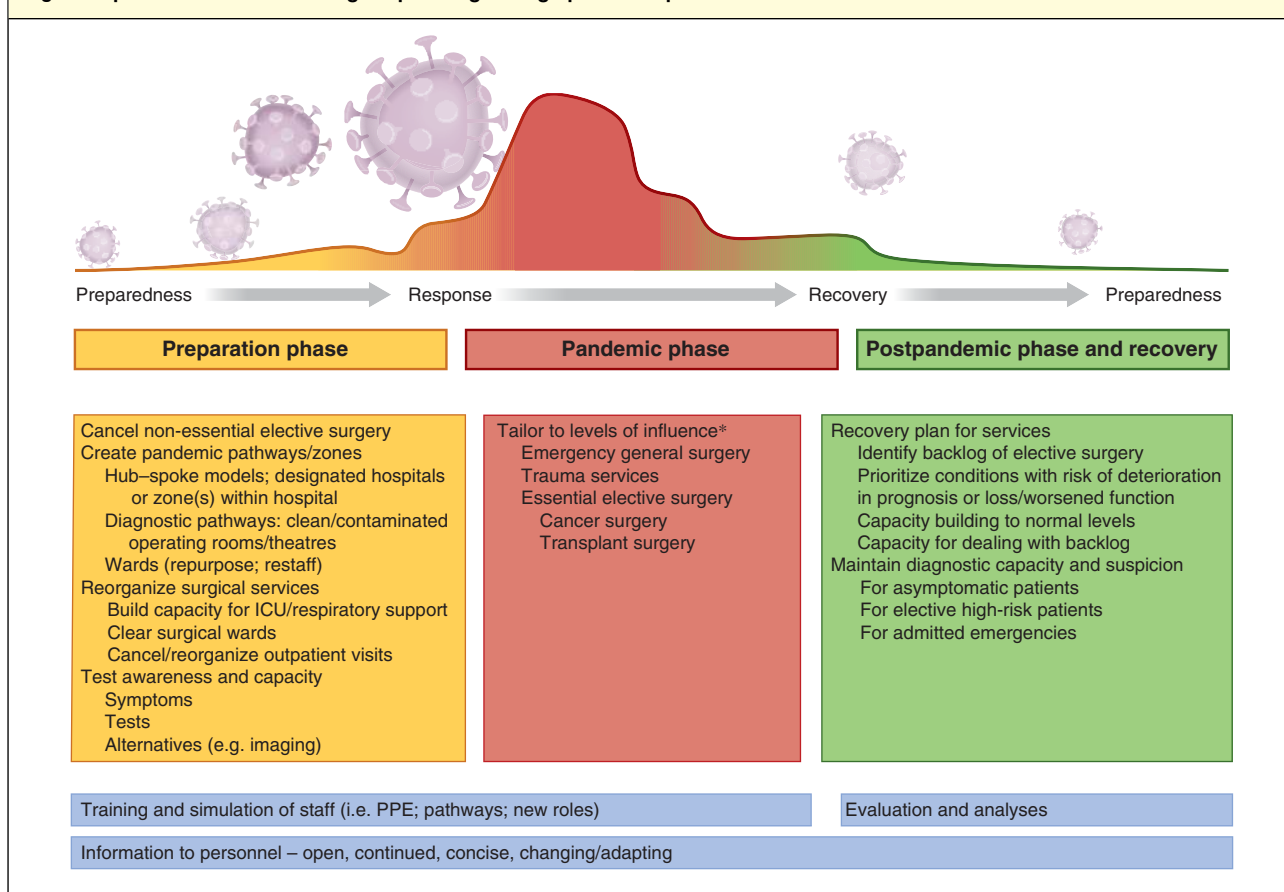 Preparedness
Response
Recovery
Preparedness
Preparation phase
Pandemic phase
Postpandemic phase and recovery
Cancel non-essential elective surgery
Create pandemic pathways/zones
Hub–spoke models; designated hospitals
or zone(s) within hospital
Diagnostic pathways: clean/contaminated
operating rooms/theatres
Wards (repurpose; restaff)
Reorganize surgical services
Build capacity for ICU/respiratory support
Clear surgical wards
Cancel/reorganize outpatient visits
Test awareness and capacity
Symptoms
Tests
Alternatives (e.g. imaging)
Tailor to levels of influence*
Emergency general surgery
Trauma services
Essential elective surgery
Cancer surgery
Transplant surgery
Recovery plan for services
Identify backlog of elective surgery
Prioritize conditions with risk of deterioration
in prognosis or loss/worsened function
Capacity building to normal levels
Capacity for dealing with backlog
Maintain diagnostic capacity and suspicion
For asymptomatic patients
For elective high-risk patients
For admitted emergencies
Training and simulation of staff (i.e. PPE; pathways; new roles)
Evaluation and analyses
Information to personnel – open, continued, concise, changing/adapting